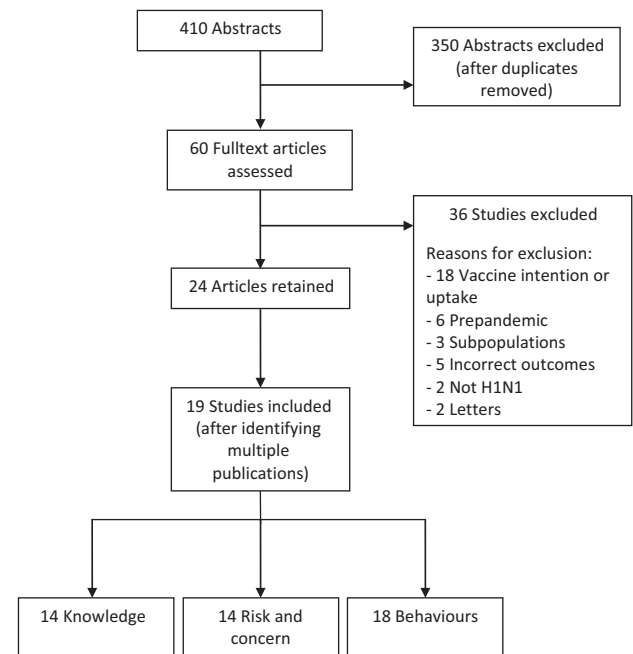 410 Abstracts
350 Abstracts excluded
(after duplicates
removed)
60 Fulltext articles
assessed
36 Studies excluded
Reasons for exclusion:
- 18 Vaccine intention or
uptake
- 6 Prepandemic
- 3 Subpopulations
- 5 Incorrect outcomes
- 2 Not H1N1
- 2 Letters
24 Articles retained
19 Studies included
(after identifying
multiple
publications)
14 Knowledge
14 Risk and
concern
18 Behaviours